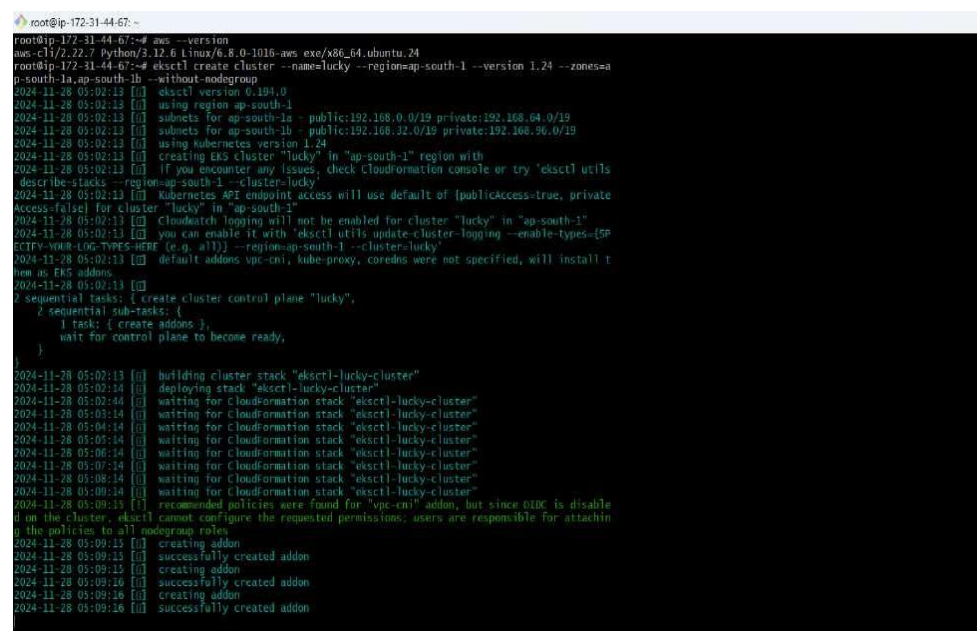 root@ip-172-31-44-67: ~
root@ip-172-31-44-67:~# aws --version
aws-cli/2.22.7 Python/3.12.6 Linux/6.8.0-1016-aws exe/x86_64.ubuntu.24
root@ip-172-31-44-67:~# eksctl create cluster --name=lucky --region=ap-south-1 --version 1.24 --zones=a
p-south-1a,ap-south-1b --without-nodegroup
2024-11-28 05:02:13 [ℹ]  eksctl version 0.194.0
2024-11-28 05:02:13 [ℹ]  using region ap-south-1
2024-11-28 05:02:13 [ℹ]  subnets for ap-south-1a - public:192.168.0.0/19 private:192.168.64.0/19
2024-11-28 05:02:13 [ℹ]  subnets for ap-south-1b - public:192.168.32.0/19 private:192.168.96.0/19
2024-11-28 05:02:13 [ℹ]  using Kubernetes version 1.24
2024-11-28 05:02:13 [ℹ]  creating EKS cluster "lucky" in "ap-south-1" region with
2024-11-28 05:02:13 [ℹ]  if you encounter any issues, check CloudFormation console or try 'eksctl utils
 describe-stacks --region=ap-south-1 --cluster=lucky'
2024-11-28 05:02:13 [ℹ]  Kubernetes API endpoint access will use default of {publicAccess=true, private
Access=false} for cluster "lucky" in "ap-south-1"
2024-11-28 05:02:13 [ℹ]  CloudWatch logging will not be enabled for cluster "lucky" in "ap-south-1"
2024-11-28 05:02:13 [ℹ]  you can enable it with 'eksctl utils update-cluster-logging --enable-types={SP
ECIFY-YOUR-LOG-TYPES-HERE (e.g. all)} --region=ap-south-1 --cluster=lucky'
2024-11-28 05:02:13 [ℹ]  default addons vpc-cni, kube-proxy, coredns were not specified, will install t
hem as EKS addons
2024-11-28 05:02:13 [ℹ]
2 sequential tasks: { create cluster control plane "lucky",
    2 sequential sub-tasks: {
        1 task: { create addons },
        wait for control plane to become ready,
    }
}
2024-11-28 05:02:13 [ℹ]  building cluster stack "eksctl-lucky-cluster"
2024-11-28 05:02:14 [ℹ]  deploying stack "eksctl-lucky-cluster"
2024-11-28 05:02:44 [ℹ]  waiting for CloudFormation stack "eksctl-lucky-cluster"
2024-11-28 05:03:14 [ℹ]  waiting for CloudFormation stack "eksctl-lucky-cluster"
2024-11-28 05:04:14 [ℹ]  waiting for CloudFormation stack "eksctl-lucky-cluster"
2024-11-28 05:05:14 [ℹ]  waiting for CloudFormation stack "eksctl-lucky-cluster"
2024-11-28 05:06:14 [ℹ]  waiting for CloudFormation stack "eksctl-lucky-cluster"
2024-11-28 05:07:14 [ℹ]  waiting for CloudFormation stack "eksctl-lucky-cluster"
2024-11-28 05:08:14 [ℹ]  waiting for CloudFormation stack "eksctl-lucky-cluster"
2024-11-28 05:09:14 [ℹ]  waiting for CloudFormation stack "eksctl-lucky-cluster"
2024-11-28 05:09:15 [!]  recommended policies were found for "vpc-cni" addon, but since OIDC is disable
d on the cluster, eksctl cannot configure the requested permissions; users are responsible for attachin
g the policies to all nodegroup roles
2024-11-28 05:09:15 [ℹ]  creating addon
2024-11-28 05:09:15 [ℹ]  successfully created addon
2024-11-28 05:09:15 [ℹ]  creating addon
2024-11-28 05:09:16 [ℹ]  successfully created addon
2024-11-28 05:09:16 [ℹ]  creating addon
2024-11-28 05:09:16 [ℹ]  successfully created addon